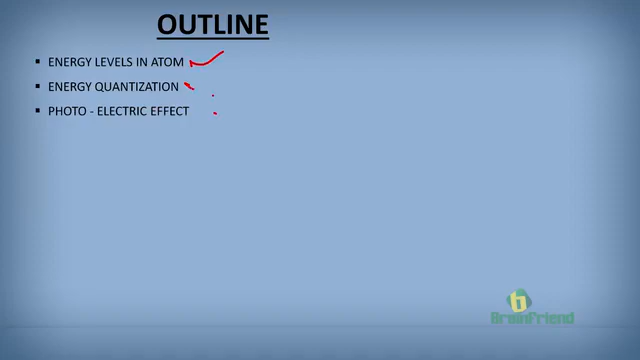 OUTLINE
ENERGY LEVELS IN ATOM
ENERGY QUANTIZATION
PHOTO - ELECTRIC EFFECT
b
BrainFriend